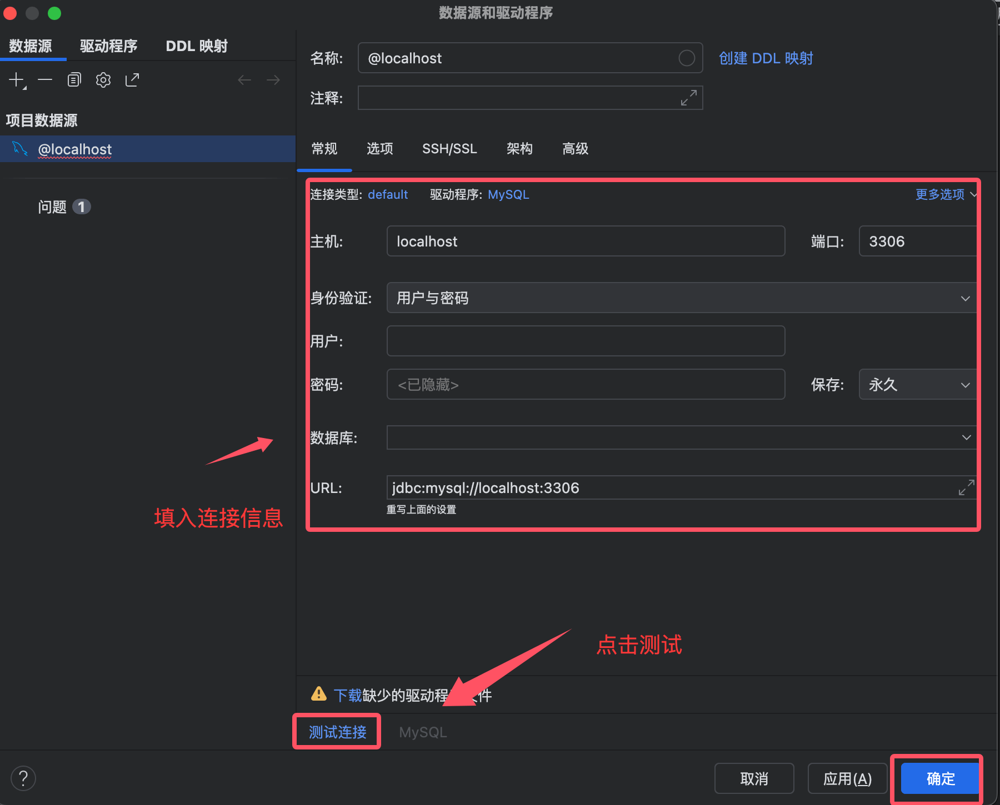 数据源和驱动程序
数据源 驱动程序 DDL 映射
名称: @localhost 创建 DDL 映射
注释:
项目数据源
@localhost
问题 1
常规 选项 SSH/SSL 架构 高级
连接类型: default 驱动程序: MySQL 更多选项
主机: localhost 端口: 3306
身份验证: 用户与密码
用户:
密码: <已隐藏> 保存: 永久
数据库:
URL: jdbc:mysql://localhost:3306
重写上面的设置
填入连接信息
点击测试
下载缺少的驱动程 件
测试连接 MySQL
? 取消 应用(A) 确定